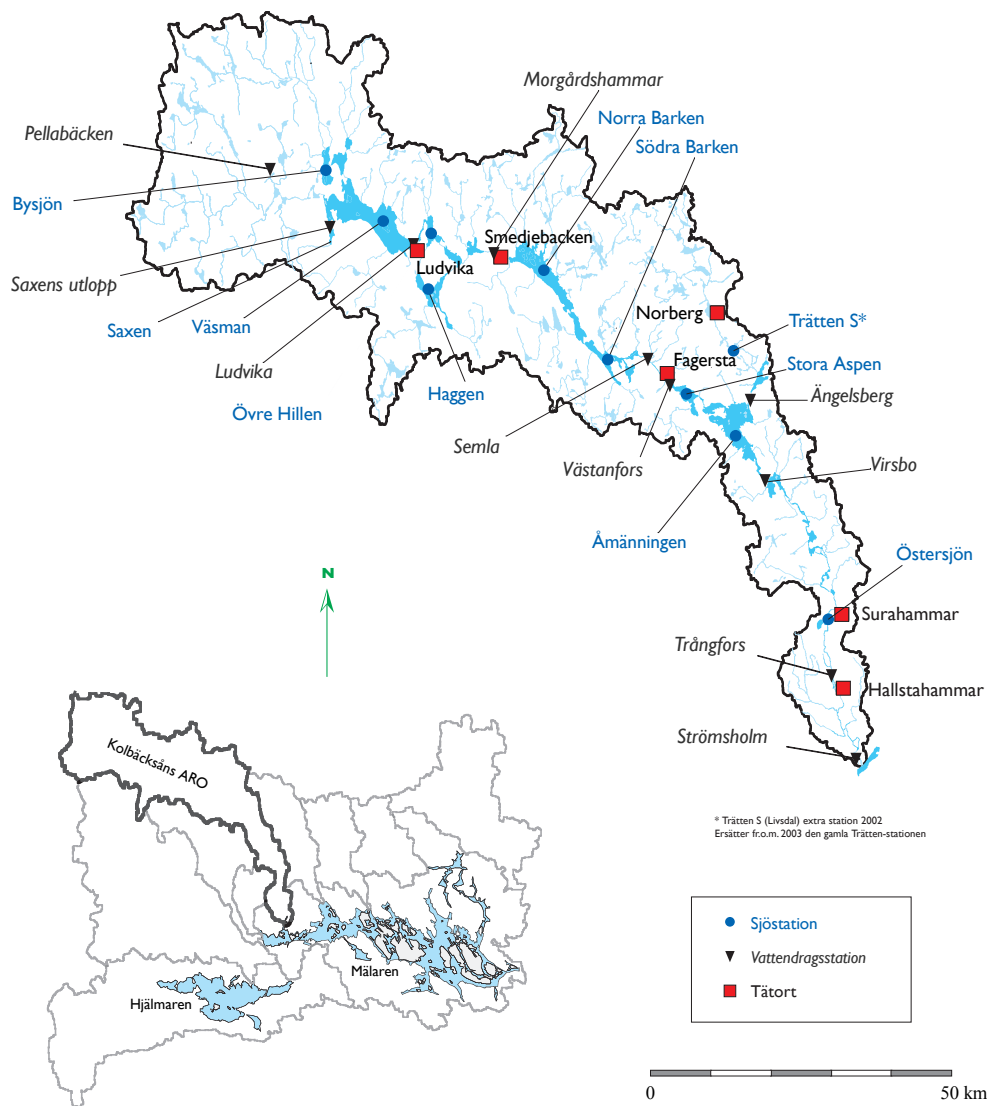 Morgårdshammar
Norra Barken
Pellabäcken
Södra Barken
Bysjön
Smedjebacken
Ludvika
Saxens utlopp
Norberg
Saxen
Väsman
Trätten S*
Fagersta
Stora Aspen
Ludvika
Haggen
Ängelsberg
Övre Hillen
Semla
Västanfors
Virsbo
Åmänningen
Östersjön
N
Surahammar
Trångfors
Hallstahammar
Strömsholm
Kolbäcksåns ARO
* Trätten S (Livsdal) extra station 2002
Ersätter fr.o.m. 2003 den gamla Trätten-stationen
Sjöstation
Vattendragsstation
Tätort
Mälaren
Hjälmaren
0 50 km